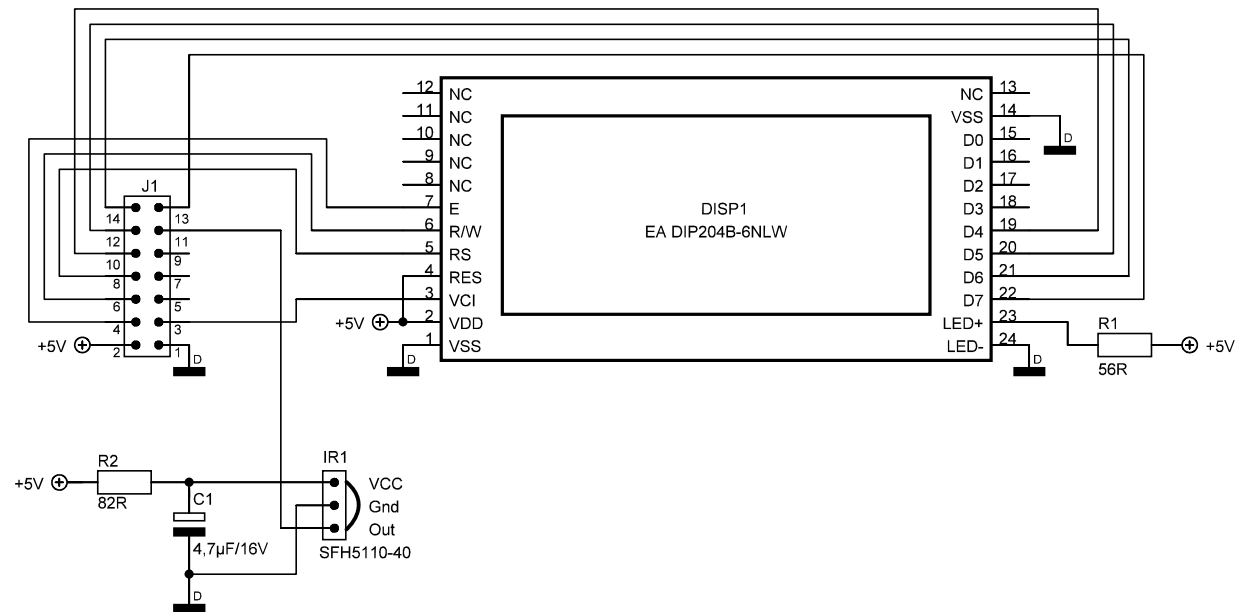 12 NC NC 13
11 NC VSS 14 D
10 NC D0 15
9 NC D1 16
8 NC D2 17
7 E D3 18
6 R/W D4 19
5 RS D5 20
4 RES D6 21
3 VCI D7 22
+5V 2 VDD LED+ 23
1 VSS LED- 24
D D
DISP1
EA DIP204B-6NLW
J1
14 13
12 11
10 9
8 7
6 5
4 3
+5V 2 1 D
R1
+5V
56R
R2
+5V
82R
C1
4,7µF/16V
D
IR1
VCC
Gnd
Out
SFH5110-40